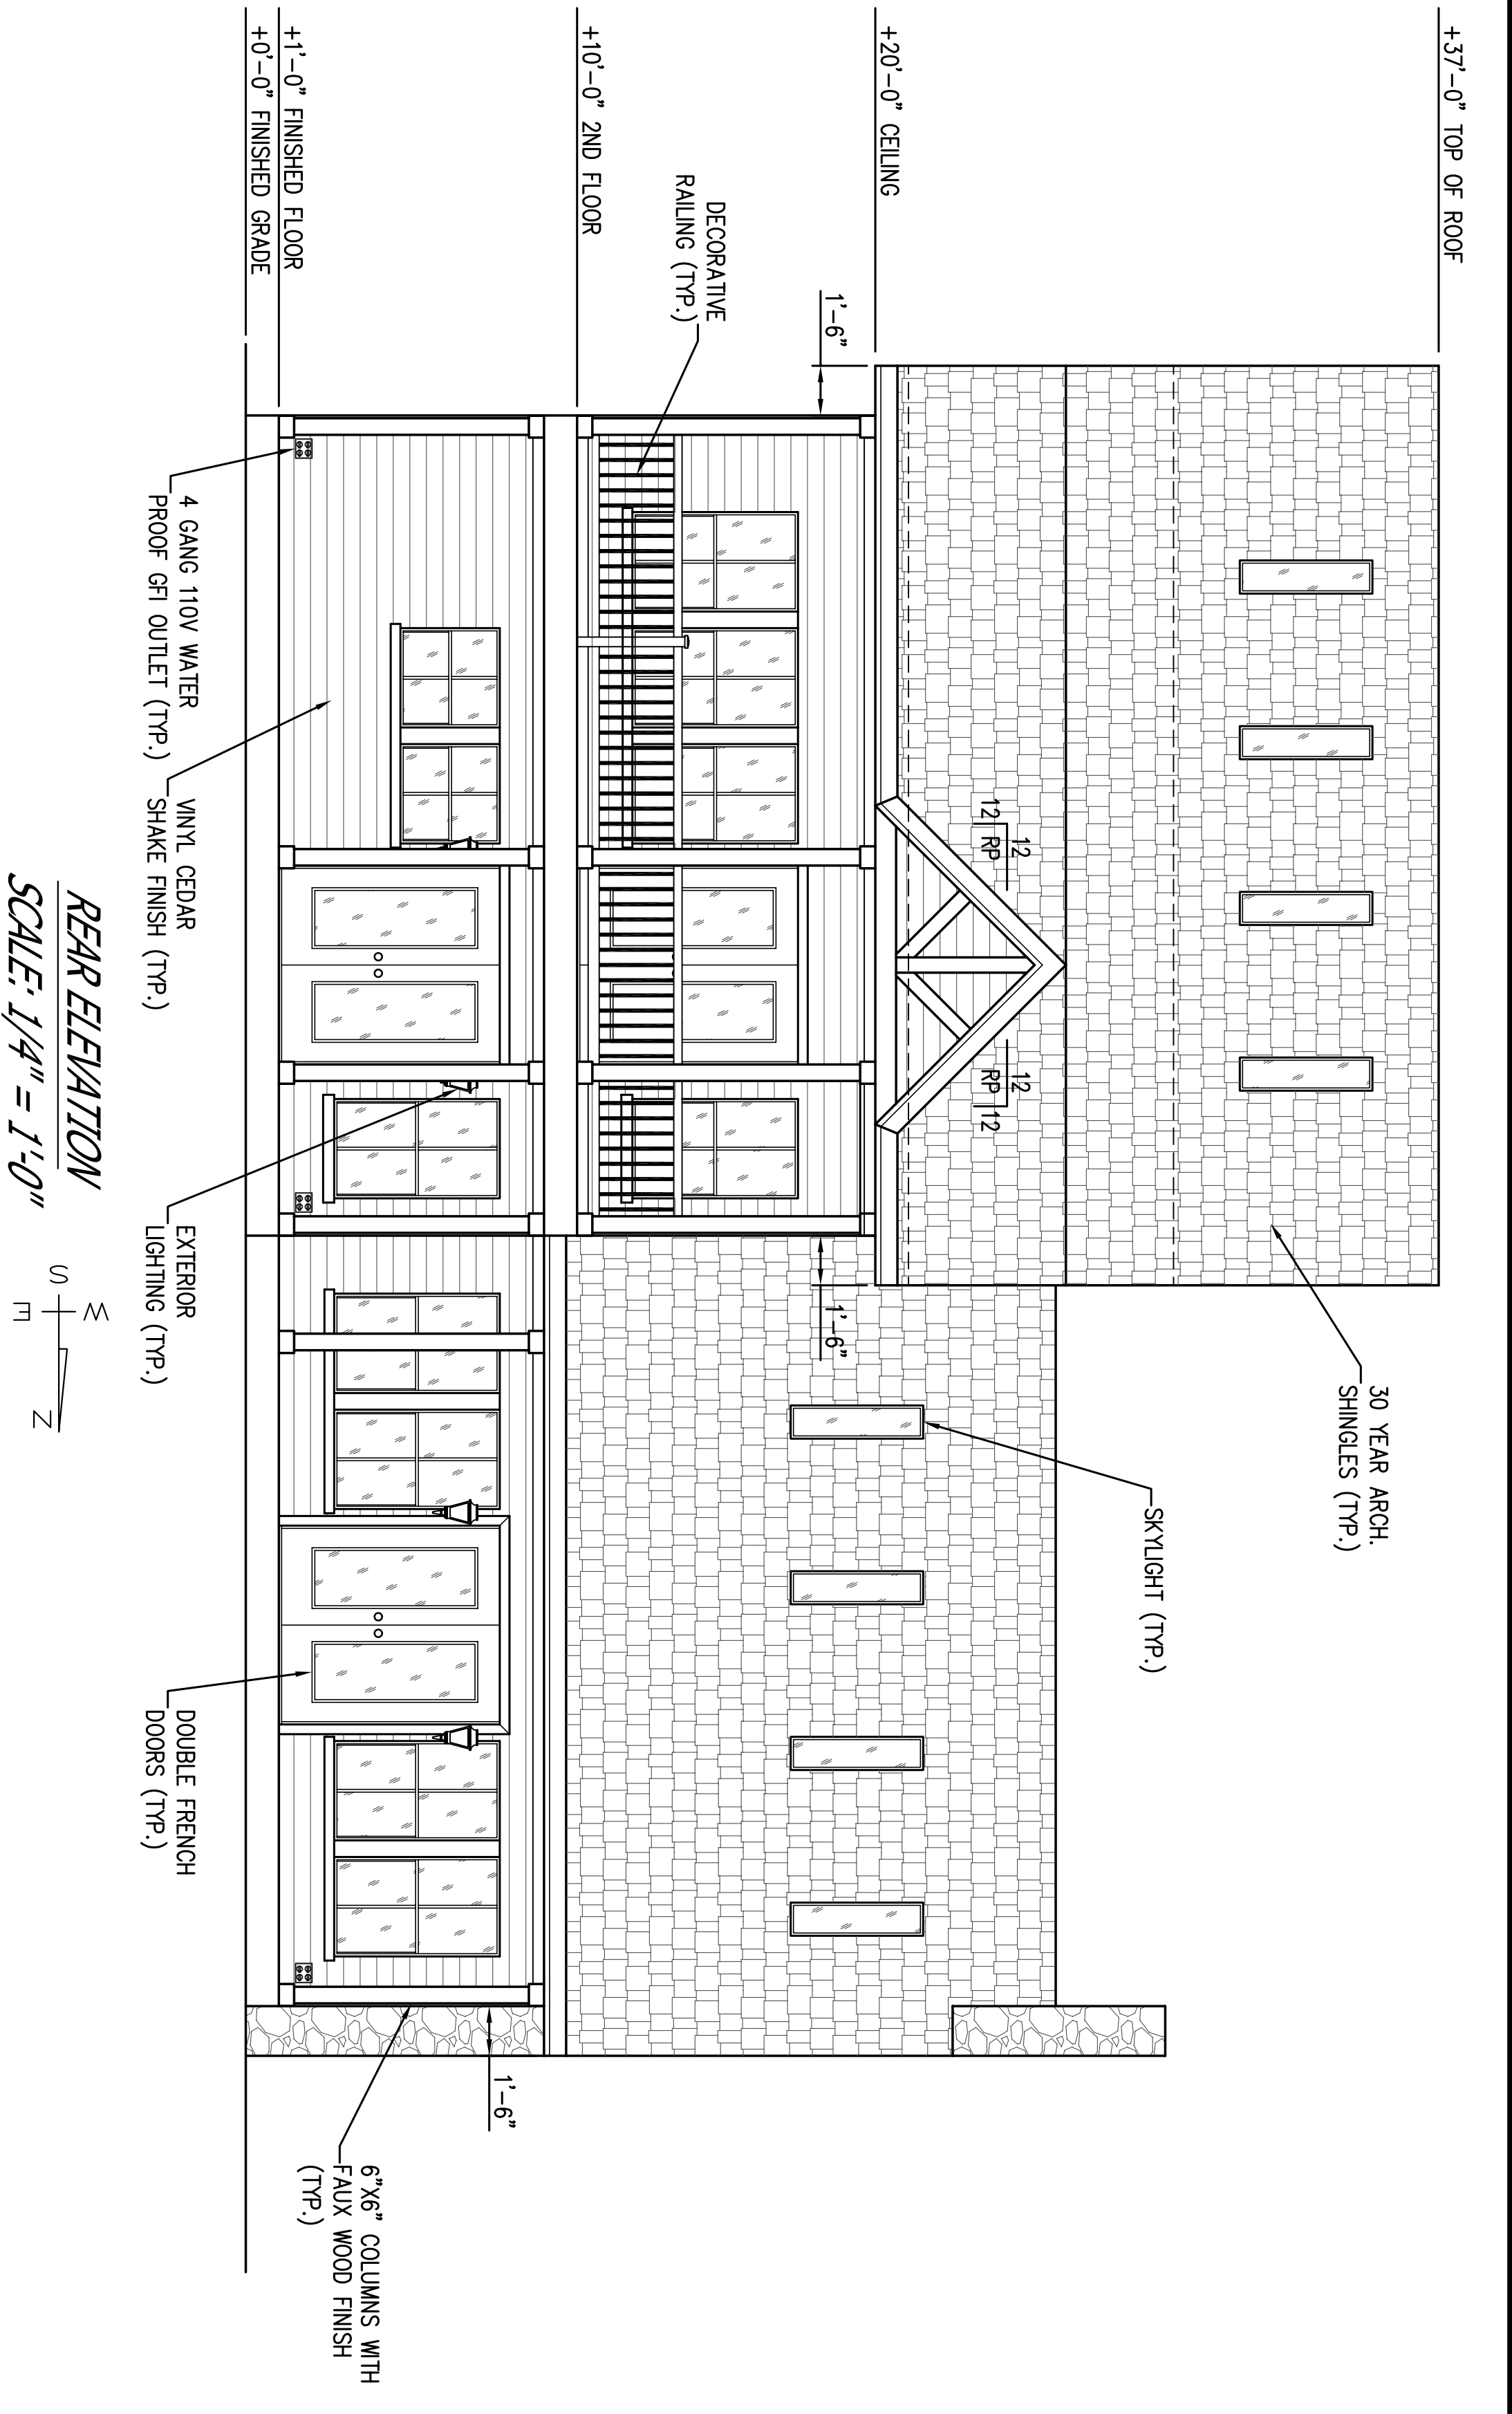 +37'-0" TOP OF ROOF
+20'-0" CEILING
+10'-0" 2ND FLOOR
+1'-0" FINISHED FLOOR
+0'-0" FINISHED GRADE
DECORATIVE
RAILING (TYP.)
1'-6"
12
12
RP
12
RP
12
30 YEAR ARCH.
SHINGLES (TYP.)
SKYLIGHT (TYP.)
1'-6"
1'-6"
6"X6" COLUMNS WITH
FAUX WOOD FINISH
(TYP.)
4 GANG 110V WATER
PROOF GFI OUTLET (TYP.)
VINYL CEDAR
SHAKE FINISH (TYP.)
EXTERIOR
LIGHTING (TYP.)
DOUBLE FRENCH
DOORS (TYP.)
REAR ELEVATION
SCALE: 1/4" = 1'-0"
W
S
N
E